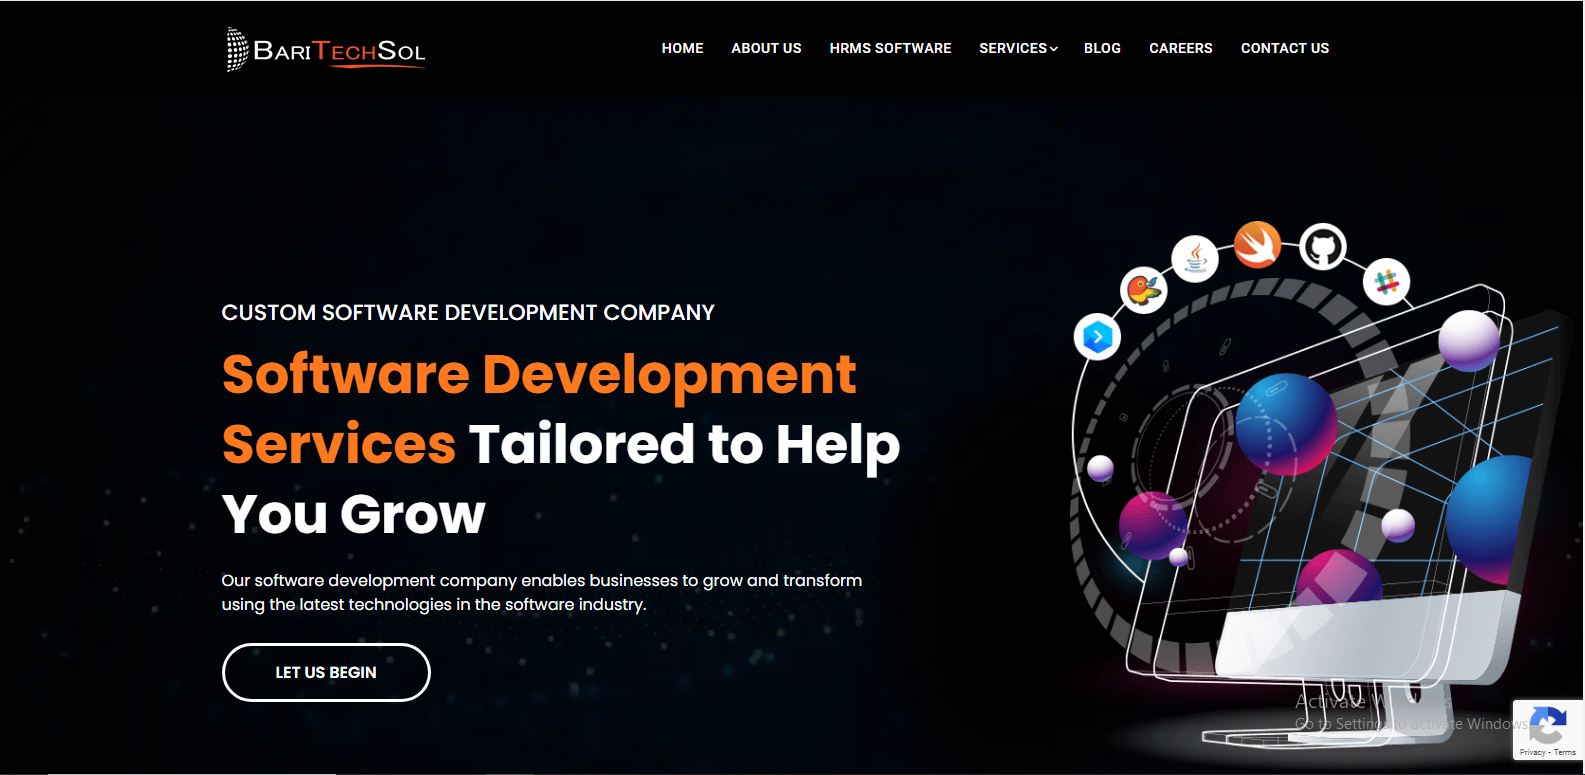 BARITECHSOL
HOME ABOUT US HRMS SOFTWARE SERVICES BLOG CAREERS CONTACT US
CUSTOM SOFTWARE DEVELOPMENT COMPANY
Software Development
Services Tailored to Help
You Grow
Our software development company enables businesses to grow and transform
using the latest technologies in the software industry.
LET US BEGIN
Activate Windows
Go to Settings to activate Windows.
Privacy - Terms